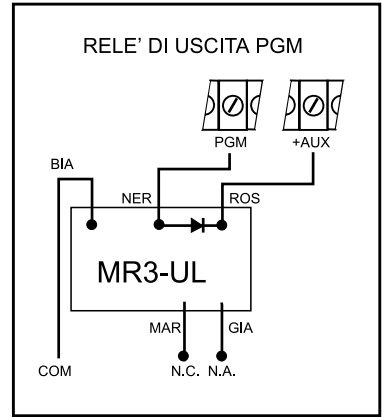 RELE' DI USCITA PGM
PGM
+AUX
BIA
NER
ROS
MR3-UL
MAR
GIA
COM
N.C.
N.A.